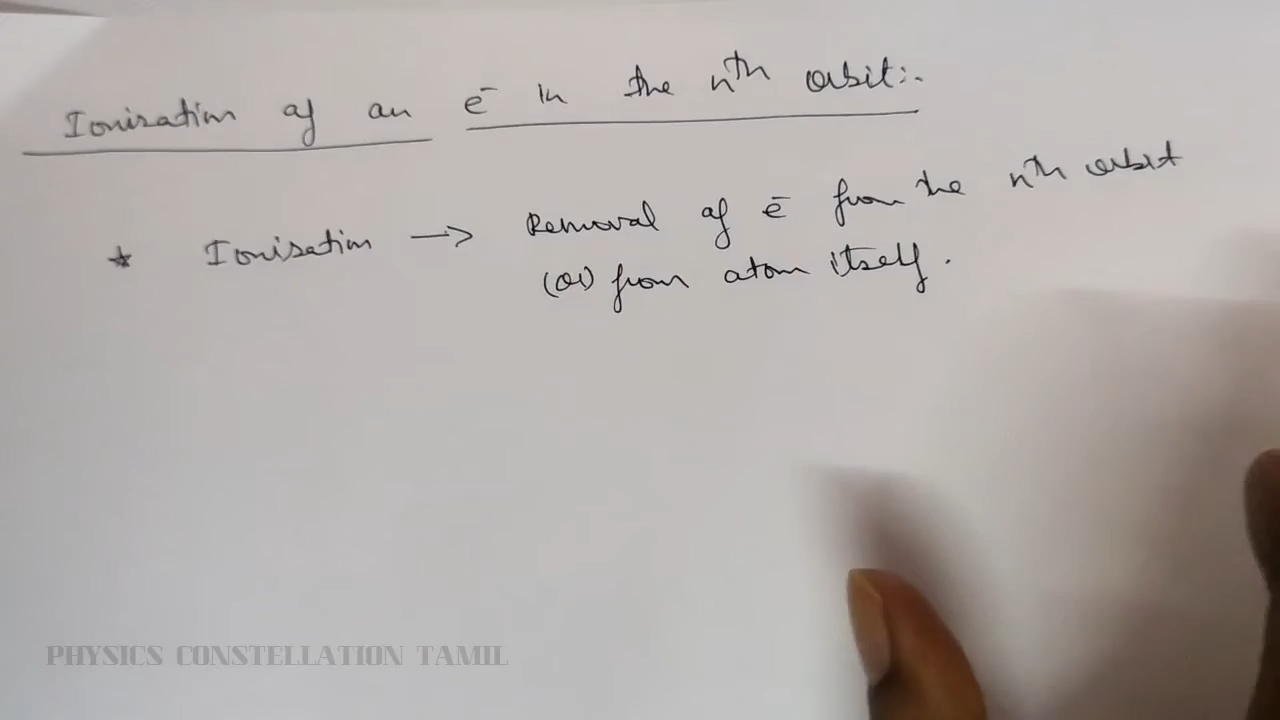 Ionisation of an e⁻ in the nth orbit:-
* Ionisation → Removal of e⁻ from the nth orbit
(or) from atom itself.
PHYSICS CONSTELLATION TAMIL